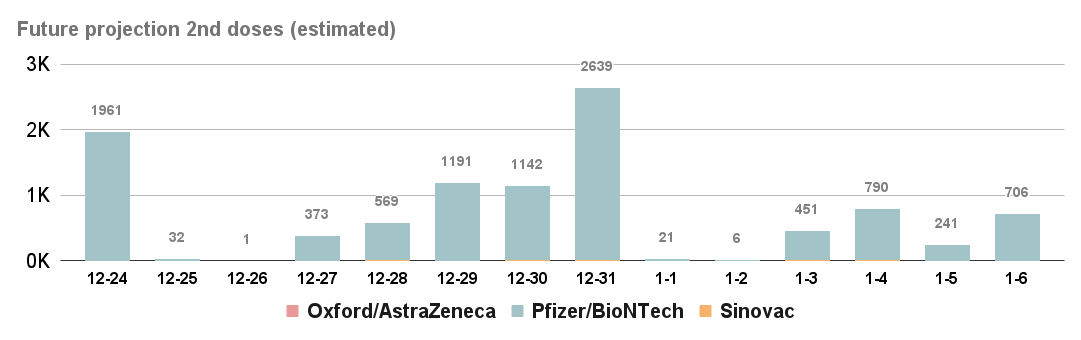 Future projection 2nd doses (estimated)
3K
2639
1961
2K
1191
1142
1K
790
706
569
451
373
241
32
1
21
6
0K
12-24 12-25 12-26 12-27 12-28 12-29 12-30 12-31 1-1 1-2 1-3 1-4 1-5 1-6
Oxford/AstraZeneca Pfizer/BioNTech Sinovac